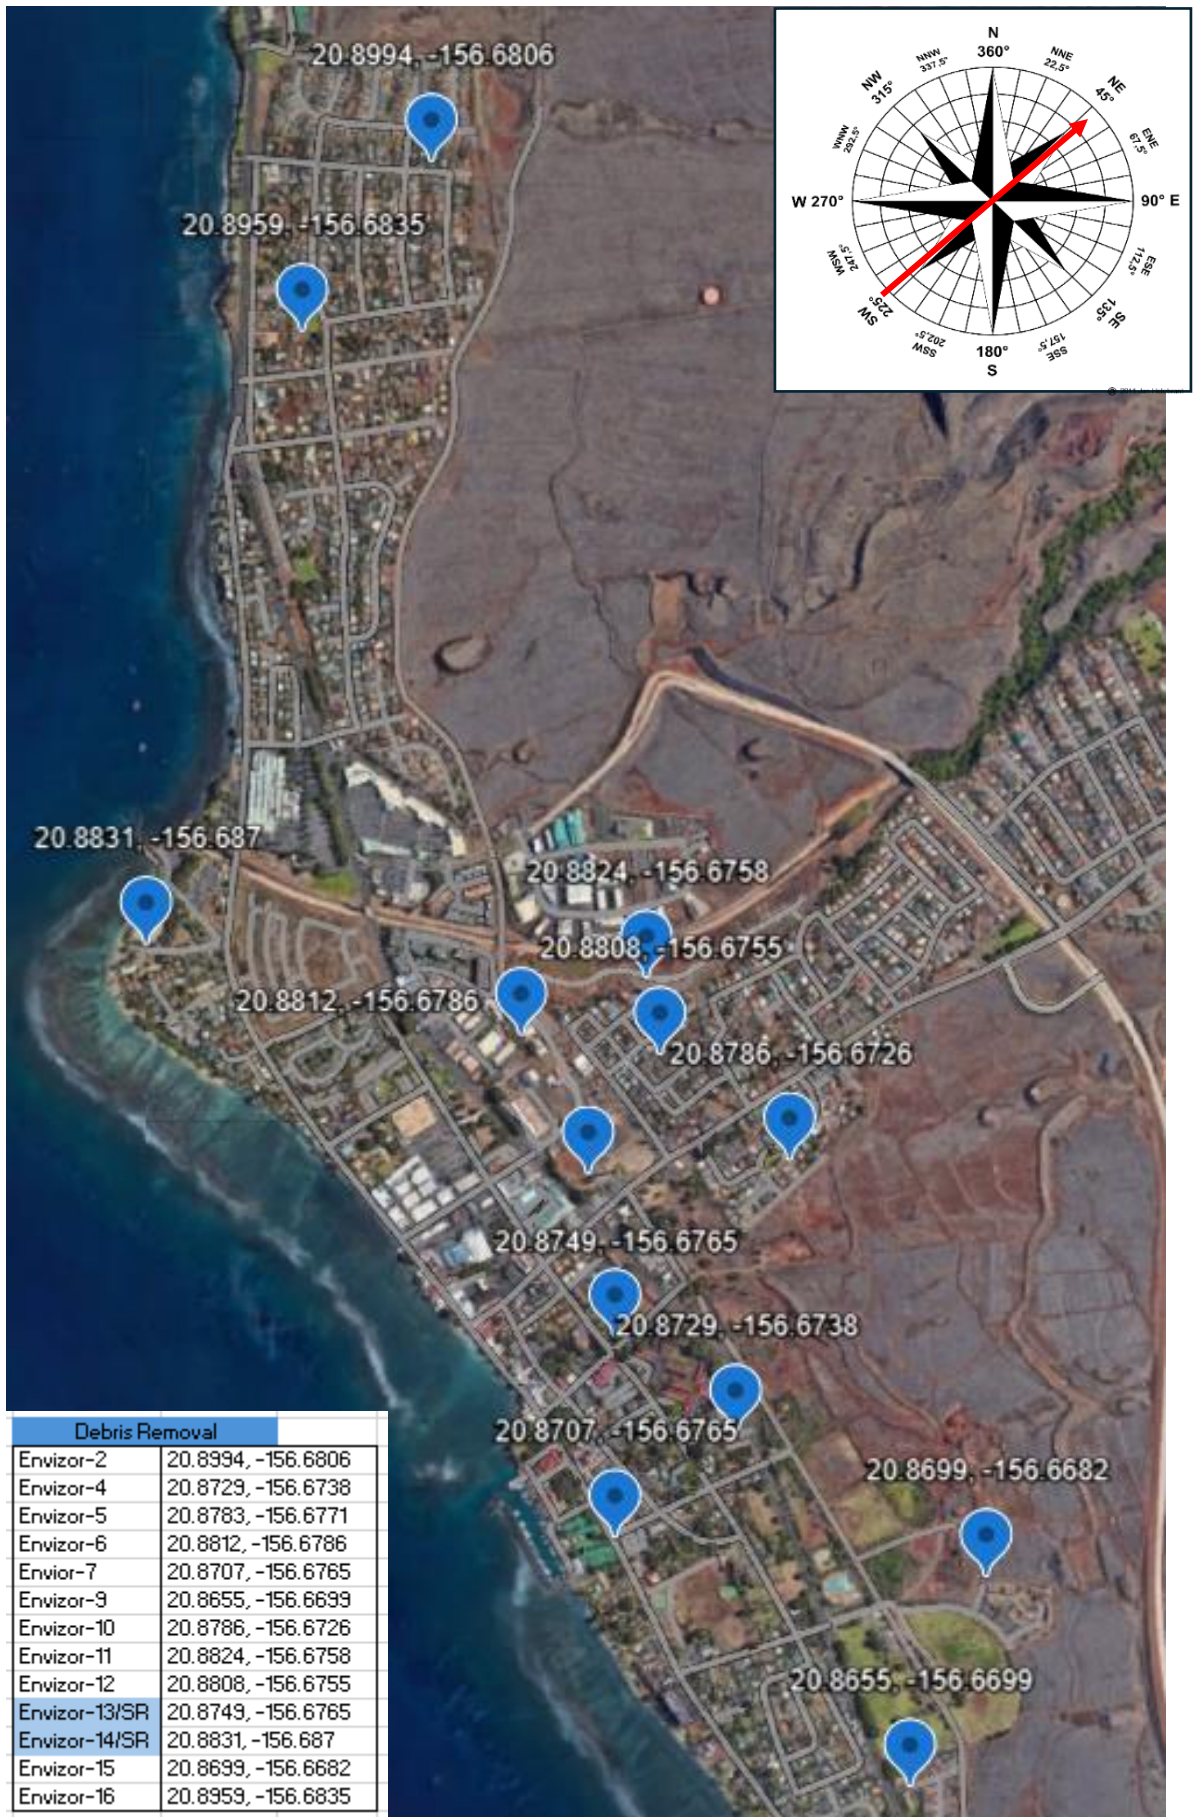 20.8994, -156.6806
N
360°
NNW
337,5°
NNE
22,5°
NW
315°
NE
45°
WNW
292,5°
ENE
67,5°
W 270°
90° E
WSW
247,5°
ESE
112,5°
SW
225°
SE
135°
SSW
202,5°
SSE
157,5°
180°
S
20.8959, -156.6835
20.8831, -156.687
20.8824, -156.6758
20.8808, -156.6755
20.8812, -156.6786
20.8786, -156.6726
20.8749, -156.6765
20.8729, -156.6738
20.8707, -156.6765
20.8699, -156.6682
20.8655, -156.6699
Debris Removal
Envizor-2 20.8994, -156.6806
Envizor-4 20.8729, -156.6738
Envizor-5 20.8783, -156.6771
Envizor-6 20.8812, -156.6786
Envior-7 20.8707, -156.6765
Envizor-9 20.8655, -156.6699
Envizor-10 20.8786, -156.6726
Envizor-11 20.8824, -156.6758
Envizor-12 20.8808, -156.6755
Envizor-13/SR 20.8749, -156.6765
Envizor-14/SR 20.8831, -156.687
Envizor-15 20.8699, -156.6682
Envizor-16 20.8959, -156.6835